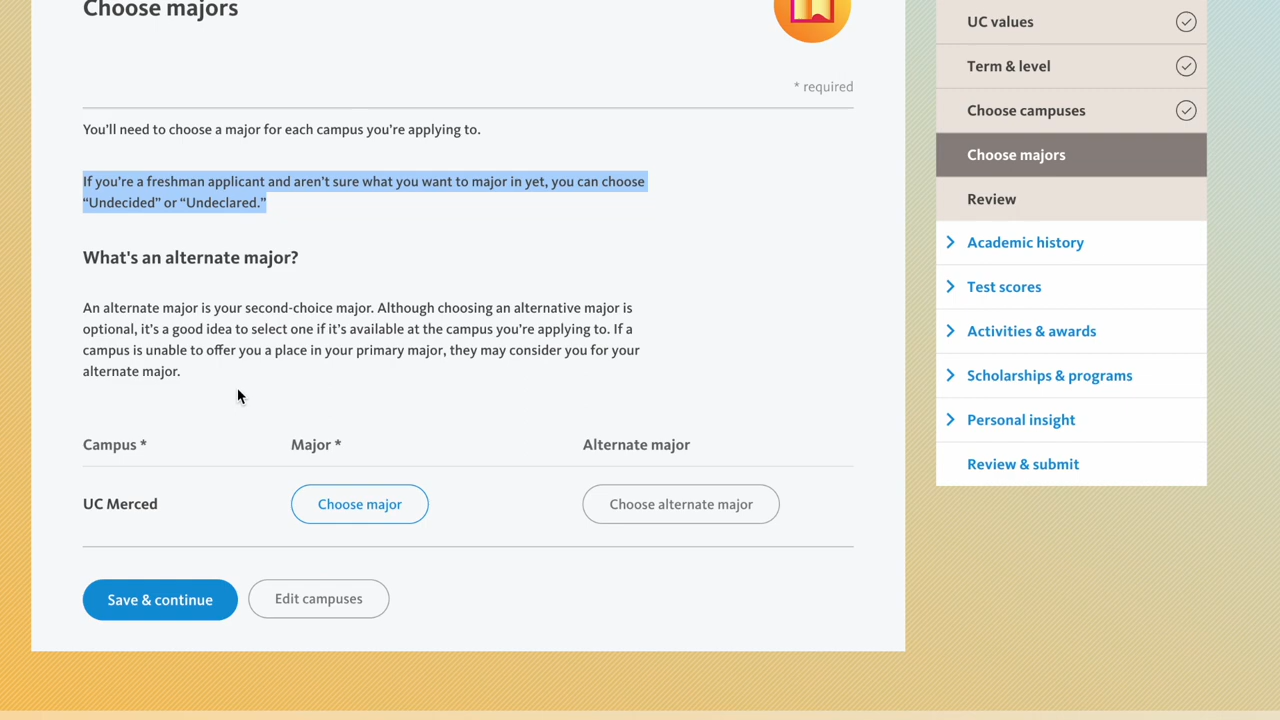 Choose majors
* required
You'll need to choose a major for each campus you're applying to.
If you're a freshman applicant and aren't sure what you want to major in yet, you can choose
“Undecided” or “Undeclared.”
What's an alternate major?
An alternate major is your second-choice major. Although choosing an alternative major is
optional, it's a good idea to select one if it's available at the campus you're applying to. If a
campus is unable to offer you a place in your primary major, they may consider you for your
alternate major.
Campus * Major * Alternate major
UC Merced Choose major Choose alternate major
Save & continue Edit campuses
UC values
Term & level
Choose campuses
Choose majors
Review
Academic history
Test scores
Activities & awards
Scholarships & programs
Personal insight
Review & submit